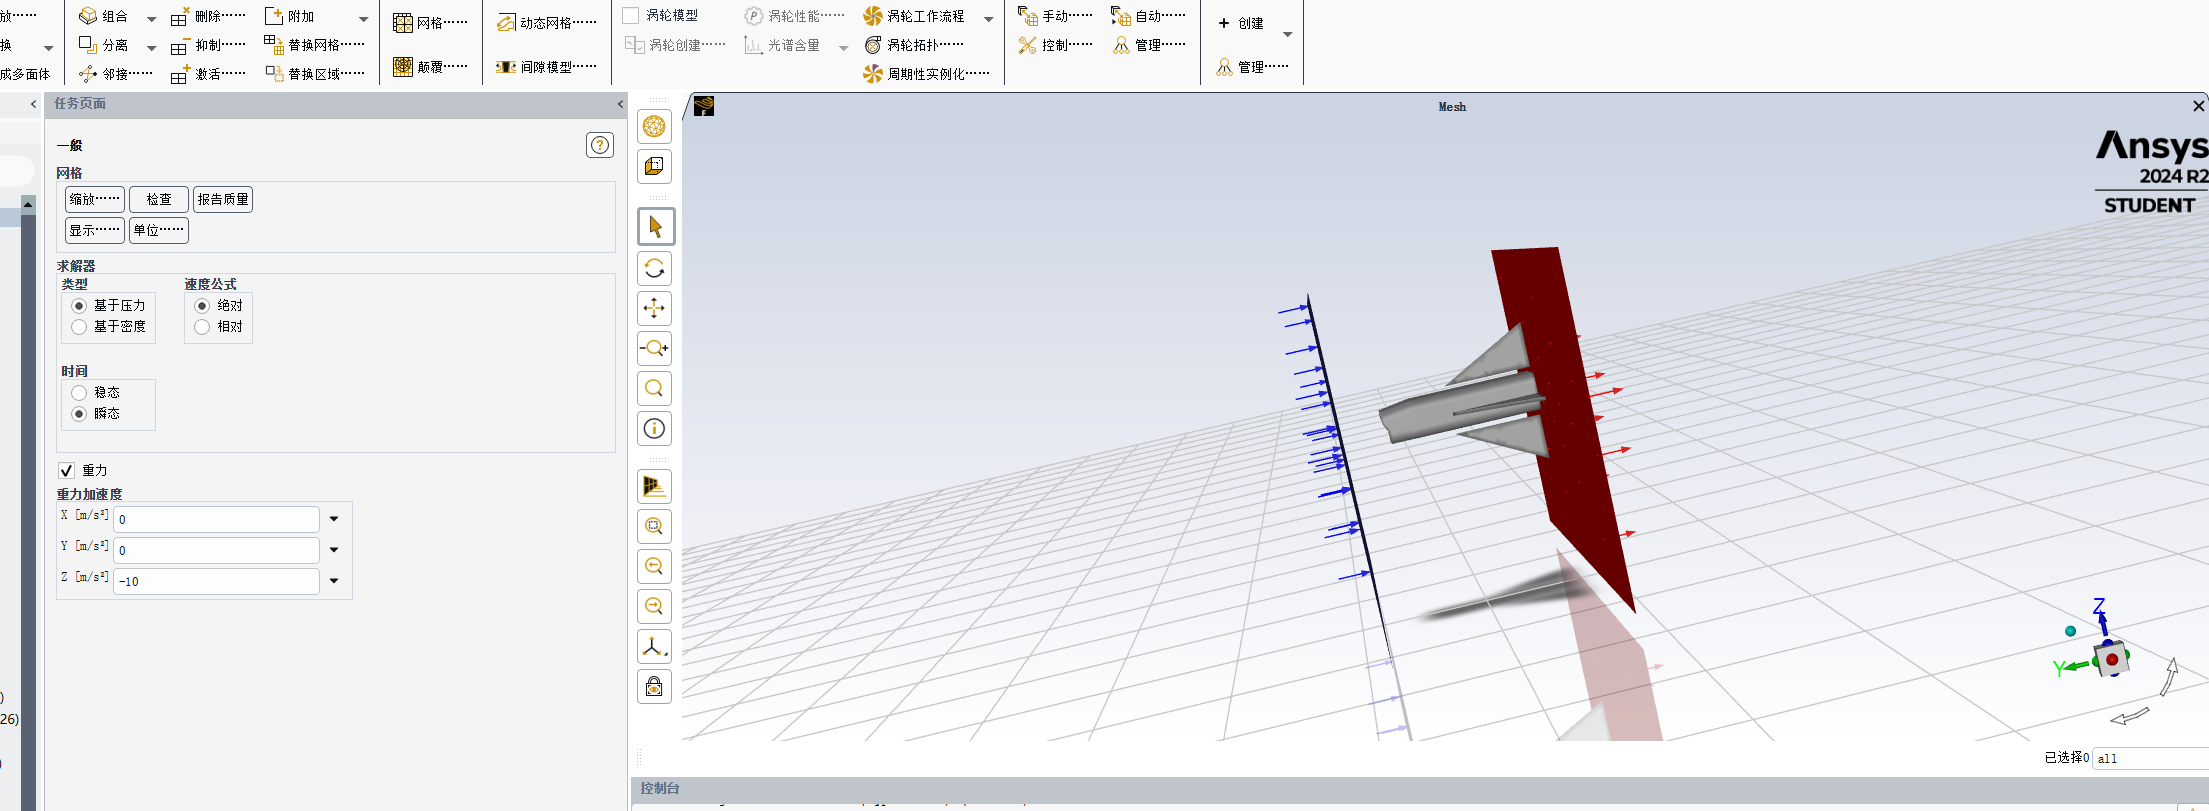 放······
组合
删除······
附加
网格······
动态网格······
涡轮模型
涡轮性能······
涡轮工作流程
手动······
自动······
创建
换
分离
抑制······
替换网格······
涡轮创建······
光谱含量
涡轮拓扑······
控制······
管理······
成多面体
邻接······
激活······
替换区域······
颠覆······
间隙模型······
周期性实例化······
管理······
任务页面
一般
网格
缩放······ 检查 报告质量
显示······ 单位······
求解器
类型 速度公式
基于压力 绝对
基于密度 相对
时间
稳态
瞬态
重力
重力加速度
X [m/s²] 0
Y [m/s²] 0
Z [m/s²] -10
)
26)
)
Mesh
Ansys
2024 R2
STUDENT
Z
Y
已选择0 all
控制台